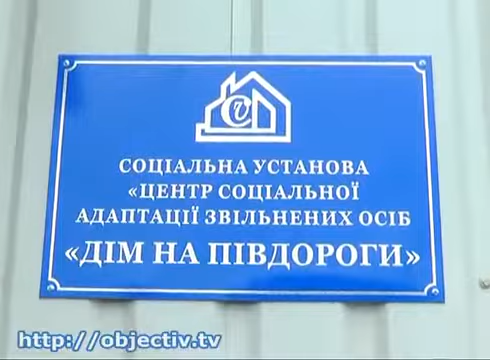 СОЦІАЛЬНА УСТАНОВА
«ЦЕНТР СОЦІАЛЬНОЇ
АДАПТАЦІЇ ЗВІЛЬНЕНИХ ОСІБ
«ДІМ НА ПІВДОРОГИ»
http://objectiv.tv